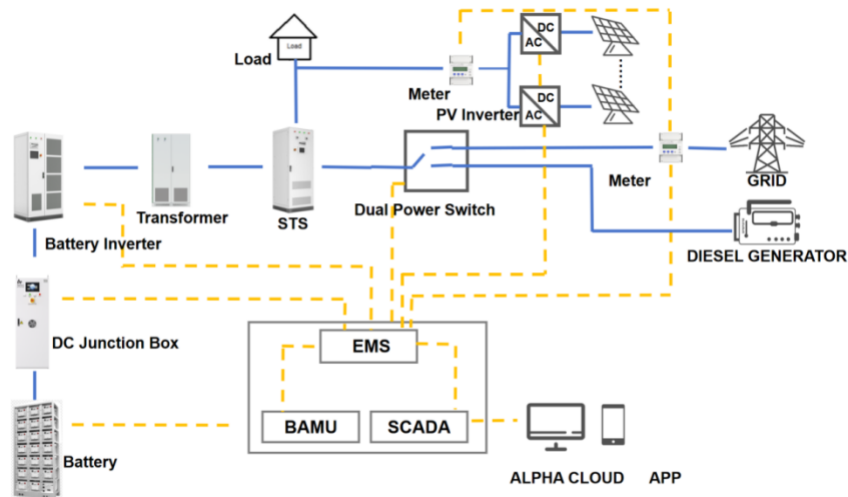 Load
Load
DC
AC
Meter
PV Inverter
DC
AC
Meter
GRID
Transformer
STS
Dual Power Switch
Battery Inverter
DIESEL GENERATOR
DC Junction Box
EMS
BAMU
SCADA
Battery
ALPHA CLOUD
APP